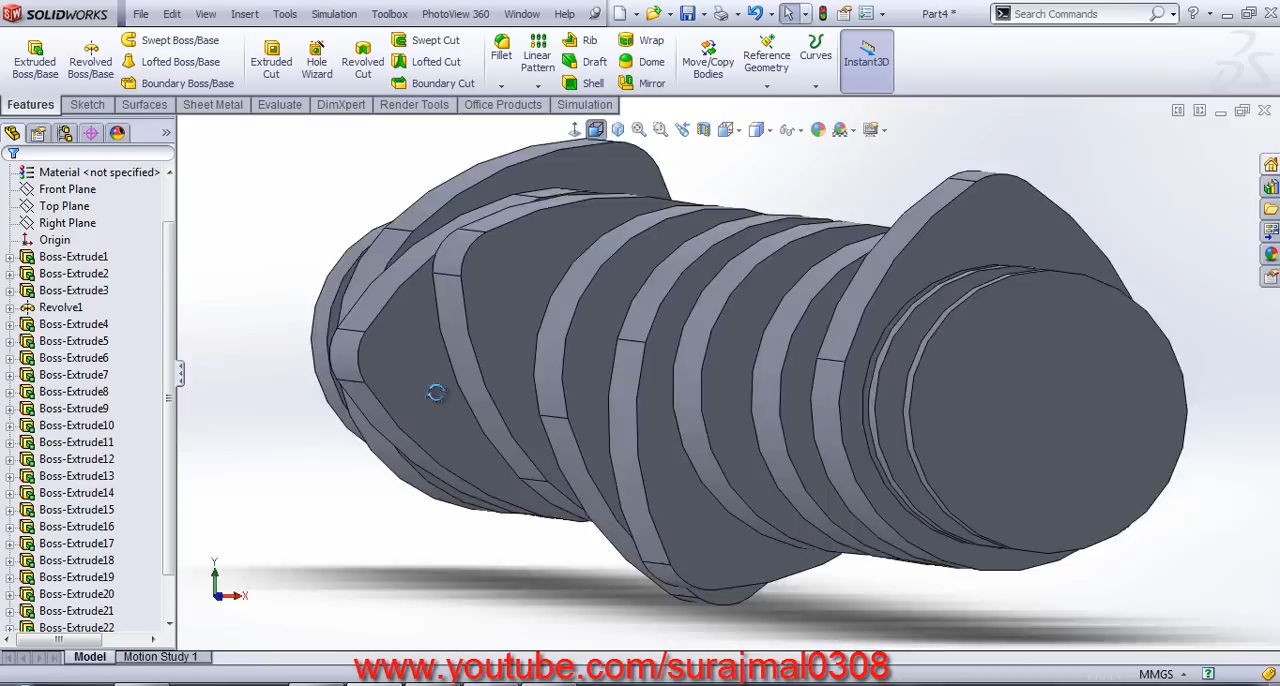 SOLIDWORKS File Edit View Insert Tools Simulation Toolbox PhotoView 360 Window Help Part4 * Search Commands
Extruded Boss/Base
Revolved Boss/Base
Swept Boss/Base
Lofted Boss/Base
Boundary Boss/Base
Extruded Cut
Hole Wizard
Revolved Cut
Swept Cut
Lofted Cut
Boundary Cut
Fillet
Linear Pattern
Rib
Draft
Shell
Wrap
Dome
Mirror
Move/Copy Bodies
Reference Geometry
Curves
Instant3D
Features Sketch Surfaces Sheet Metal Evaluate DimXpert Render Tools Office Products Simulation
Material <not specified>
Front Plane
Top Plane
Right Plane
Origin
Boss-Extrude1
Boss-Extrude2
Boss-Extrude3
Revolve1
Boss-Extrude4
Boss-Extrude5
Boss-Extrude6
Boss-Extrude7
Boss-Extrude8
Boss-Extrude9
Boss-Extrude10
Boss-Extrude11
Boss-Extrude12
Boss-Extrude13
Boss-Extrude14
Boss-Extrude15
Boss-Extrude16
Boss-Extrude17
Boss-Extrude18
Boss-Extrude19
Boss-Extrude20
Boss-Extrude21
Boss-Extrude22
Y
X
Model Motion Study 1
www.youtube.com/surajmal0308
MMGS